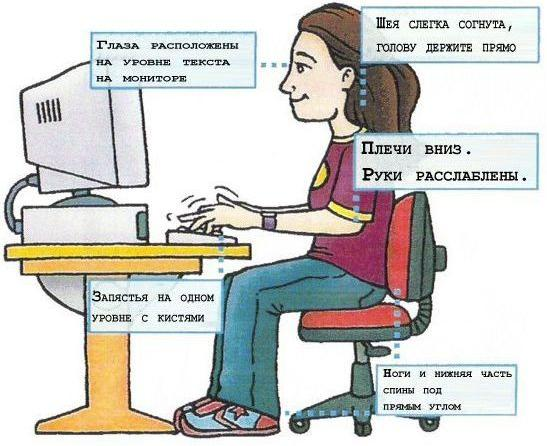 Шея слегка согнута,
голову держите прямо
Глаза расположены
на уровне текста
на мониторе
Плечи вниз.
Руки расслаблены.
Запястья на одном
уровне с кистями
Ноги и нижняя часть
спины под
прямым углом